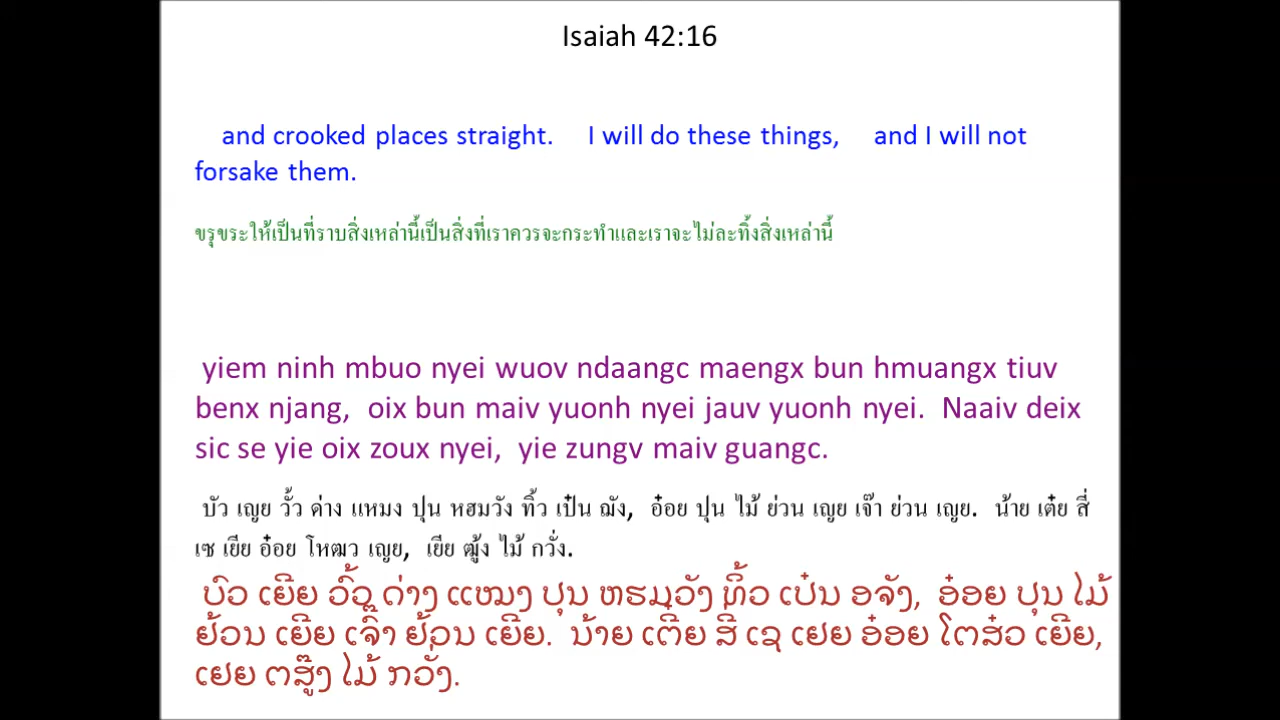 Isaiah 42:16
and crooked places straight. I will do these things, and I will not
forsake them.
ขรุขระให้เป็นที่ราบสิ่งเหล่านี้เป็นสิ่งที่เราควรจะกระทำและเราจะไม่ละทิ้งสิ่งเหล่านี้
yiem ninh mbuo nyei wuov ndaangc maengx bun hmuangx tiuv
benx njang, oix bun maiv yuonh nyei jauv yuonh nyei. Naaiv deix
sic se yie oix zoux nyei, yie zungv maiv guangc.
บัว เญย วั้ว ด่าง แหมง ปุน หฮมวัง ทิ้ว เป๋น ฌัง, อ๋อย ปุน ไม้ ย่วน เญย เจ๊า ย่วน เญย. น้าย เต๋ย สี่
เซ เยีย อ๋อย โหฒว เญย, เยีย ฒู้ง ไม้ กวั่ง.
ບົວ ເຍີຍ ວົ້ວ ດ່າງ ແໝງ ປຸນ ຫຮມວັງ ທິ້ວ ເປ໋ນ ອຈັງ, ອ໋ອຍ ປຸນ ໄມ້
ຢ້ວນ ເຍີຍ ເຈົ໊າ ຢ້ວນ ເຍີຍ. ນ້າຍ ເຕີ໋ຍ ສີ່ ເຊ ເຢຍ ອ໋ອຍ ໂຕສ໋ວ ເຍີຍ,
ເຢຍ ຕສູ໊ງ ໄມ້ ກວັ່ງ.